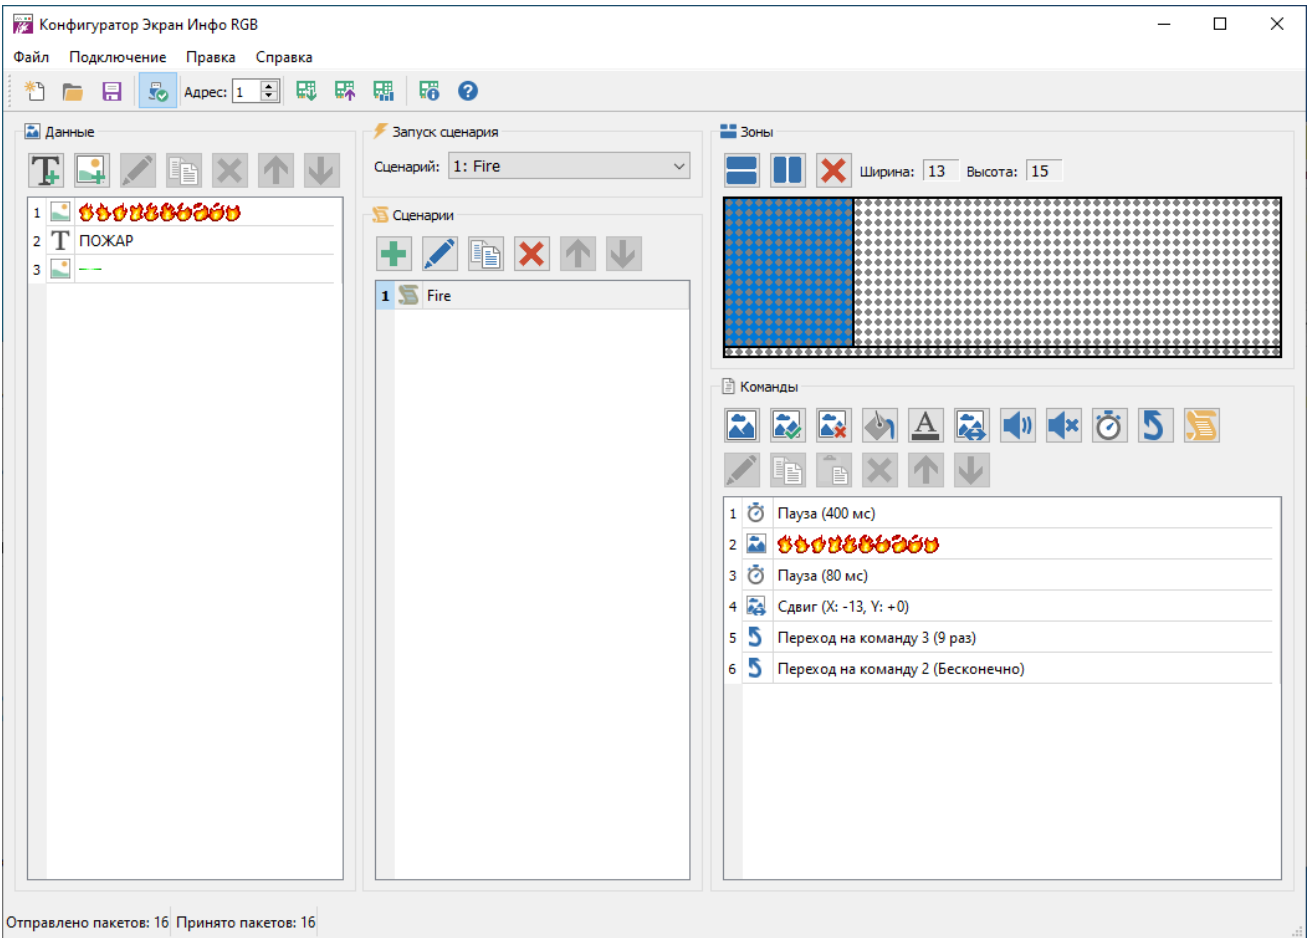 Конфигуратор Экран Инфо RGB
Файл Подключение Правка Справка
Адрес: 1
Данные
1
2 ПОЖАР
3
Запуск сценария
Сценарий: 1: Fire
Сценарии
1 Fire
Зоны
Ширина: 13 Высота: 15
Команды
1 Пауза (400 мс)
2
3 Пауза (80 мс)
4 Сдвиг (X: -13, Y: +0)
5 Переход на команду 3 (9 раз)
6 Переход на команду 2 (Бесконечно)
Отправлено пакетов: 16 Принято пакетов: 16